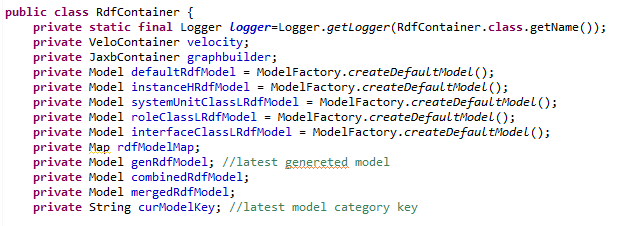 public class RdfContainer {
private static final Logger logger=Logger.getLogger(RdfContainer.class.getName());
private VeloContainer velocity;
private JaxbContainer graphbuilder;
private Model defaultRdfModel = ModelFactory.createDefaultModel();
private Model instanceHRdfModel = ModelFactory.createDefaultModel();
private Model systemUnitClassLRdfModel = ModelFactory.createDefaultModel();
private Model roleClassLRdfModel = ModelFactory.createDefaultModel();
private Model interfaceClassLRdfModel = ModelFactory.createDefaultModel();
private Map rdfModelMap;
private Model genRdfModel; //latest genereted model
private Model combinedRdfModel;
private Model mergedRdfModel;
private String curModelKey; //latest model category key